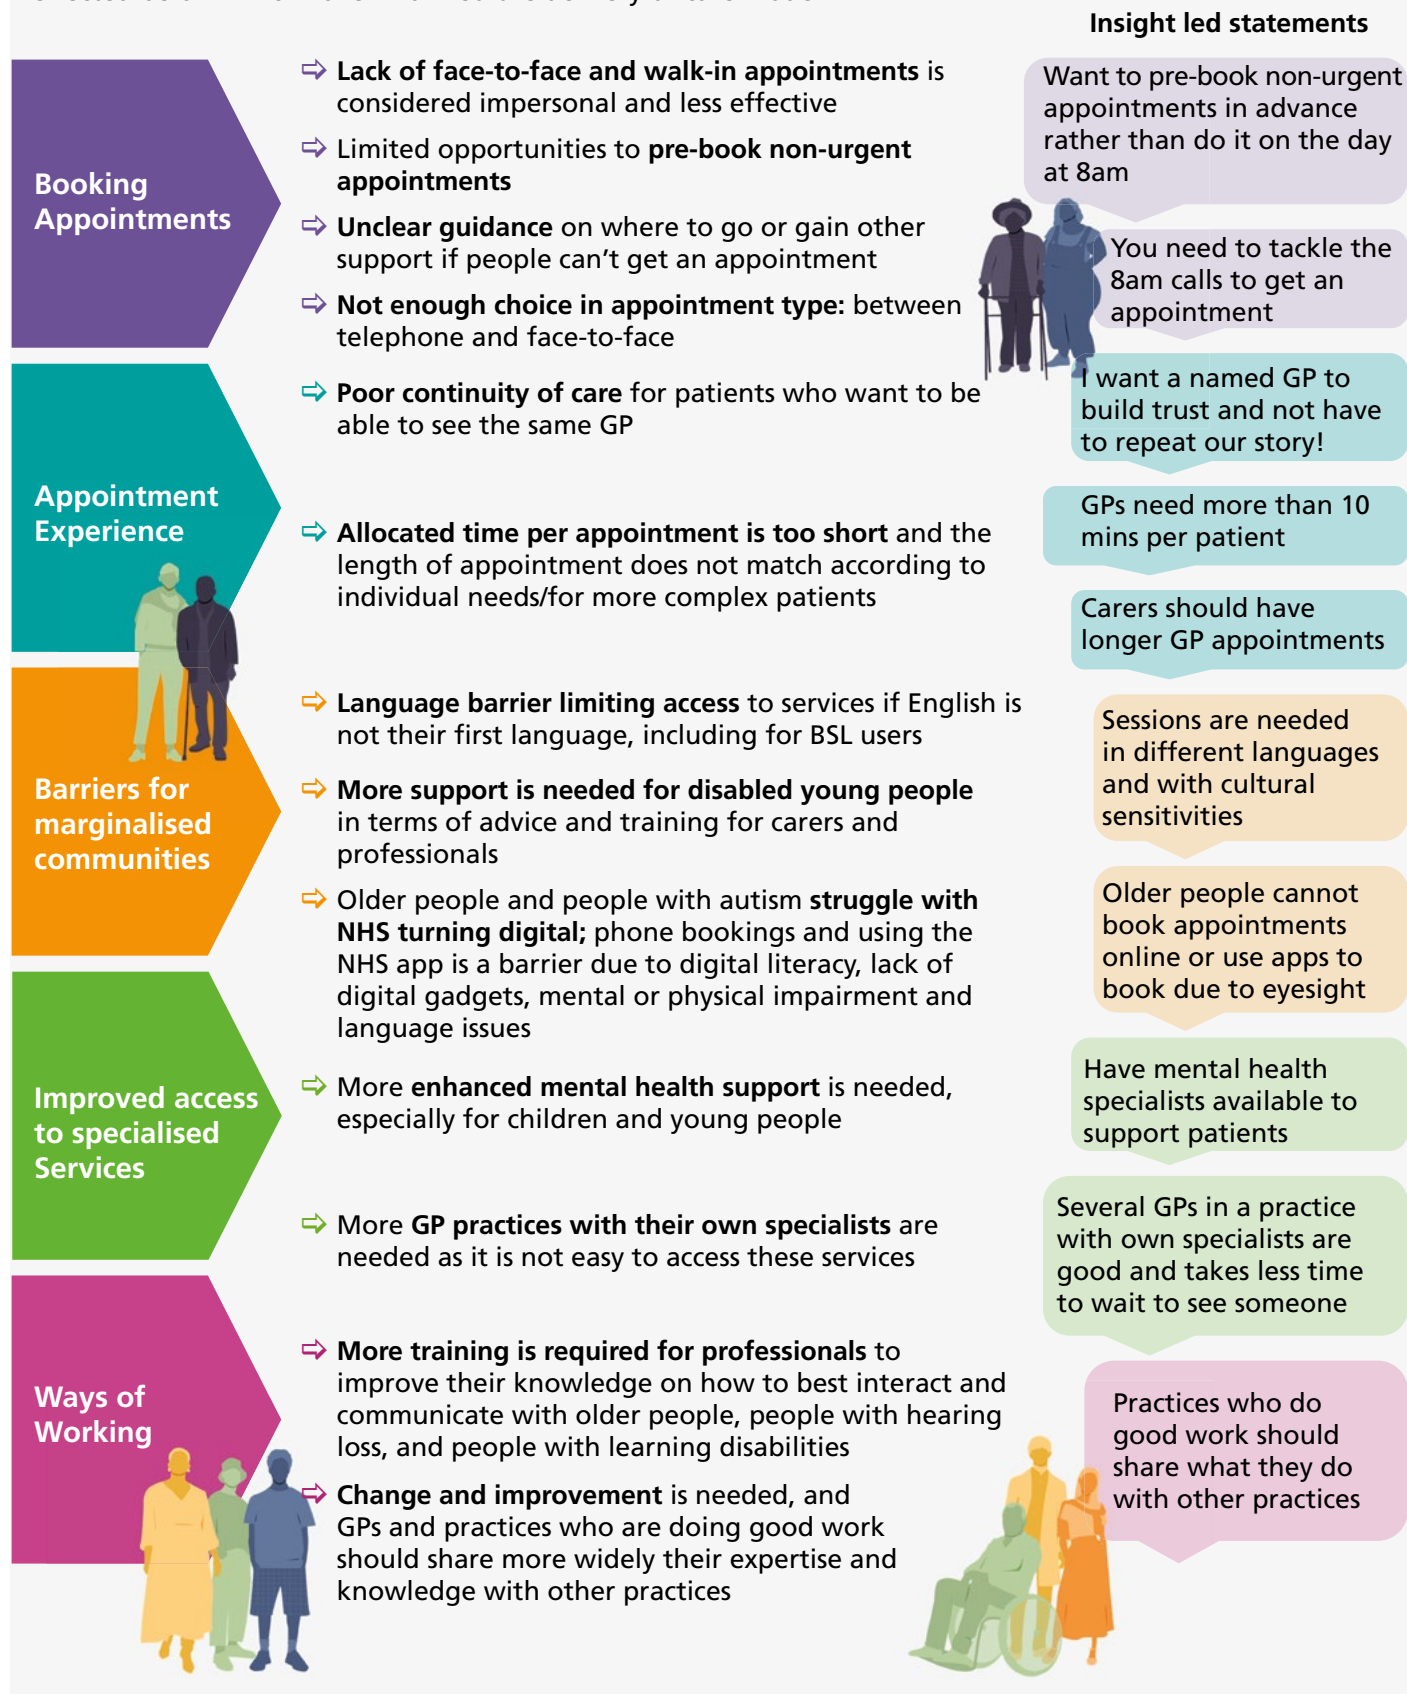 Insight led statements
Booking
Appointments
⇨ Lack of face-to-face and walk-in appointments is
considered impersonal and less effective
⇨ Limited opportunities to pre-book non-urgent
appointments
⇨ Unclear guidance on where to go or gain other
support if people can't get an appointment
⇨ Not enough choice in appointment type: between
telephone and face-to-face
Want to pre-book non-urgent
appointments in advance
rather than do it on the day
at 8am
You need to tackle the
8am calls to get an
appointment
Appointment
Experience
⇨ Poor continuity of care for patients who want to be
able to see the same GP
⇨ Allocated time per appointment is too short and the
length of appointment does not match according to
individual needs/for more complex patients
I want a named GP to
build trust and not have
to repeat our story!
GPs need more than 10
mins per patient
Carers should have
longer GP appointments
Barriers for
marginalised
communities
⇨ Language barrier limiting access to services if English is
not their first language, including for BSL users
⇨ More support is needed for disabled young people
in terms of advice and training for carers and
professionals
⇨ Older people and people with autism struggle with
NHS turning digital; phone bookings and using the
NHS app is a barrier due to digital literacy, lack of
digital gadgets, mental or physical impairment and
language issues
Sessions are needed
in different languages
and with cultural
sensitivities
Older people cannot
book appointments
online or use apps to
book due to eyesight
Improved access
to specialised
Services
⇨ More enhanced mental health support is needed,
especially for children and young people
⇨ More GP practices with their own specialists are
needed as it is not easy to access these services
Have mental health
specialists available to
support patients
Several GPs in a practice
with own specialists are
good and takes less time
to wait to see someone
Ways of
Working
⇨ More training is required for professionals to
improve their knowledge on how to best interact and
communicate with older people, people with hearing
loss, and people with learning disabilities
⇨ Change and improvement is needed, and
GPs and practices who are doing good work
should share more widely their expertise and
knowledge with other practices
Practices who do
good work should
share what they do
with other practices